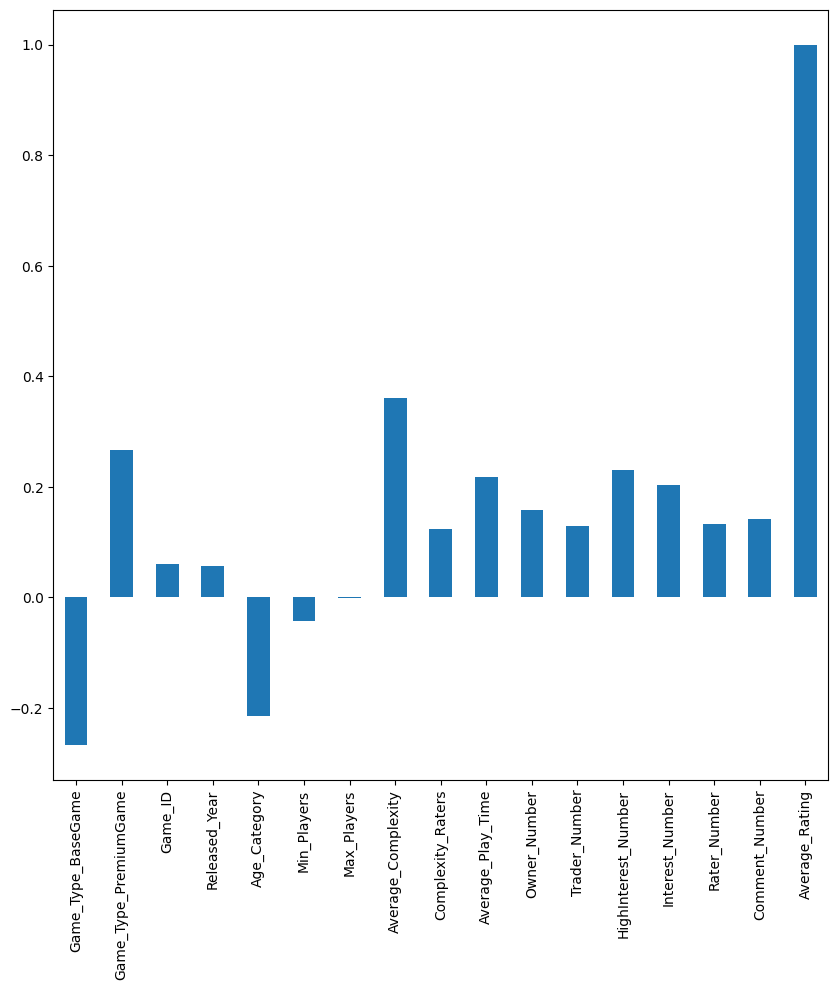 1.0
0.8
0.6
0.4
0.2
0.0
−0.2
Game_Type_BaseGame
Game_Type_PremiumGame
Game_ID
Released_Year
Age_Category
Min_Players
Max_Players
Average_Complexity
Complexity_Raters
Average_Play_Time
Owner_Number
Trader_Number
HighInterest_Number
Interest_Number
Rater_Number
Comment_Number
Average_Rating